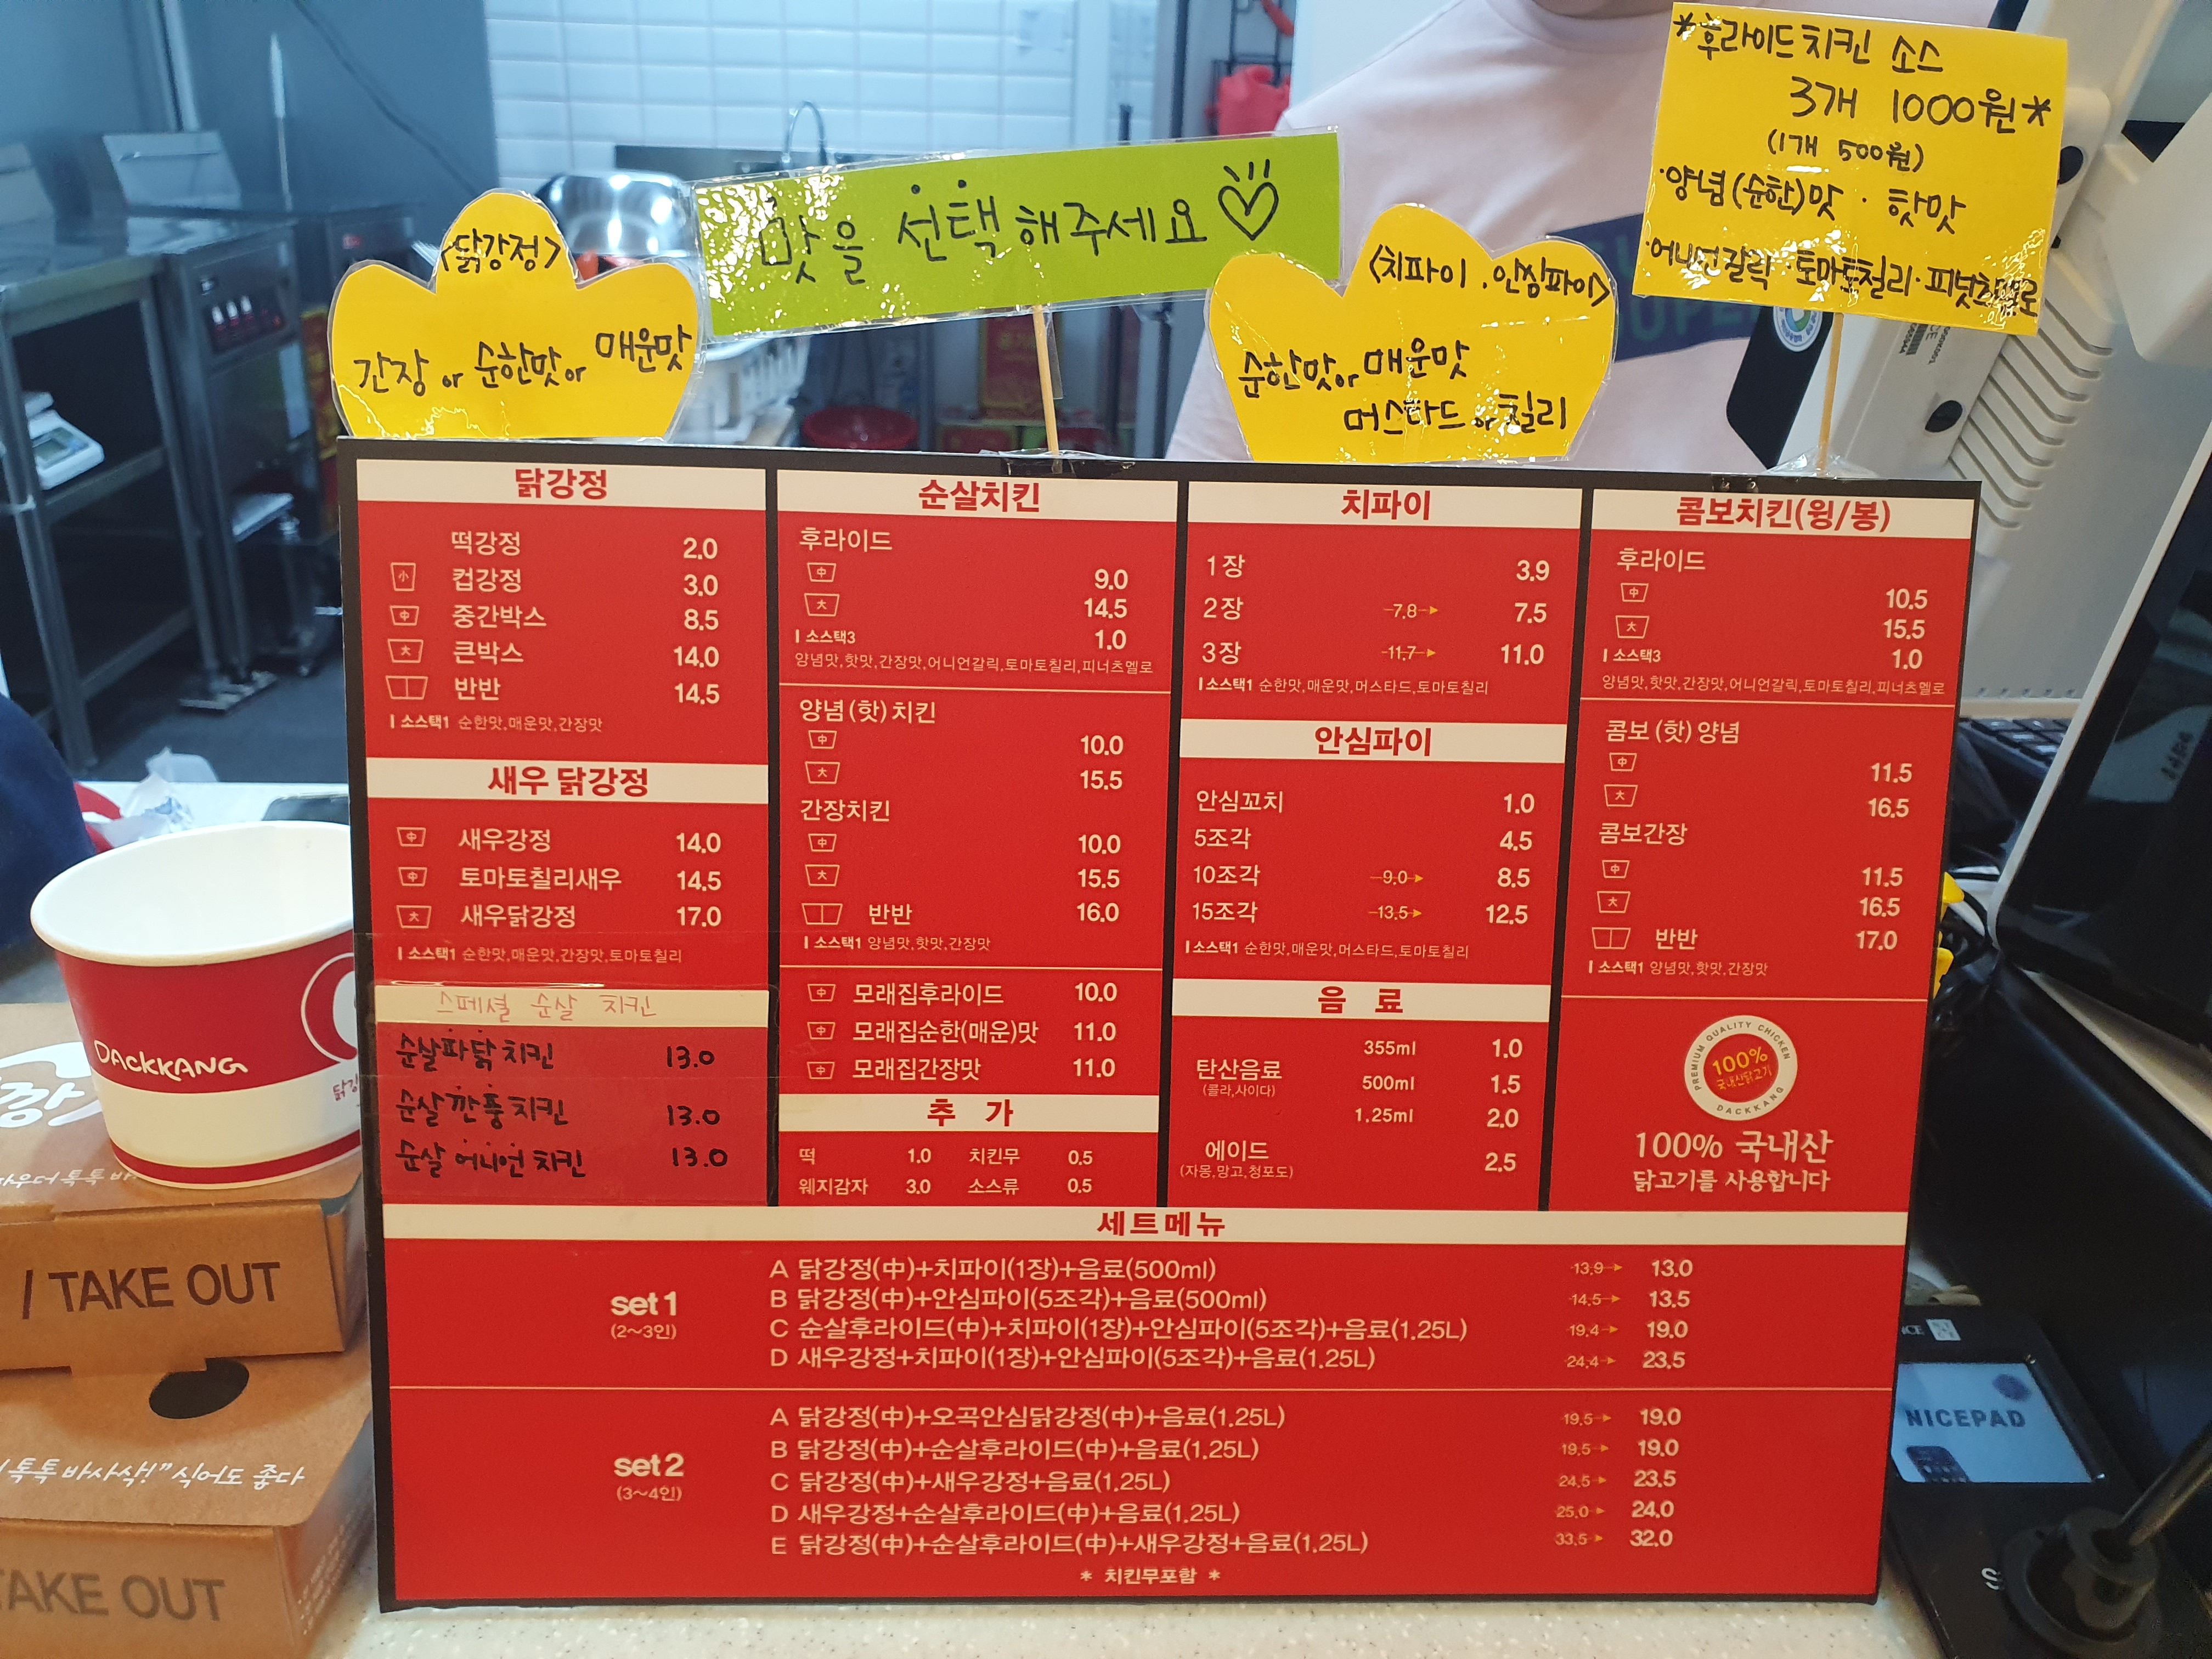 *후라이드치킨 소스
3개 1000원*
(1개 500원)
·양념(순한)맛 · 핫맛
·어니언갈릭·토마토칠리·피넛츠멜로
맛을 선택해주세요♡
<닭강정>
간장 or 순한맛 or 매운맛
<치파이.안심파이>
순한맛 or 매운맛
머스타드 or 칠리
닭강정
떡강정 2.0
小 컵강정 3.0
中 중간박스 8.5
大 큰박스 14.0
반반 14.5
소스택1 순한맛,매운맛,간장맛
새우 닭강정
中 새우강정 14.0
中 토마토칠리새우 14.5
大 새우닭강정 17.0
소스택1 순한맛,매운맛,간장맛,토마토칠리
스페셜 순살 치킨
순살파닭치킨 13.0
순살깐풍치킨 13.0
순살어니언치킨 13.0
순살치킨
후라이드
中 9.0
大 14.5
소스택3 1.0
양념맛,핫맛,간장맛,어니언갈릭,토마토칠리,피너츠멜로
양념(핫)치킨
中 10.0
大 15.5
간장치킨
中 10.0
大 15.5
반반 16.0
소스택1 양념맛,핫맛,간장맛
中 모래집후라이드 10.0
中 모래집순한(매운)맛 11.0
中 모래집간장맛 11.0
추 가
떡 1.0 치킨무 0.5
웨지감자 3.0 소스류 0.5
치파이
1장 3.9
2장 7.8 → 7.5
3장 11.7 → 11.0
소스택1 순한맛,매운맛,머스타드,토마토칠리
안심파이
안심꼬치 1.0
5조각 4.5
10조각 9.0 → 8.5
15조각 13.5 → 12.5
소스택1 순한맛,매운맛,머스타드,토마토칠리
음 료
355ml 1.0
탄산음료 500ml 1.5
(콜라,사이다)
1.25ml 2.0
에이드 2.5
(자몽,망고,청포도)
콤보치킨(윙/봉)
후라이드
中 10.5
大 15.5
소스택3 1.0
양념맛,핫맛,간장맛,어니언갈릭,토마토칠리,피너츠멜로
콤보(핫)양념
中 11.5
大 16.5
콤보간장
中 11.5
大 16.5
반반 17.0
소스택1 양념맛,핫맛,간장맛
PREMIUM QUALITY CHICKEN
100%
국내산닭고기
DACKKANG
100% 국내산
닭고기를 사용합니다
세트메뉴
set 1
(2~3인)
A 닭강정(中)+치파이(1장)+음료(500ml) 13.9 → 13.0
B 닭강정(中)+안심파이(5조각)+음료(500ml) 14.5 → 13.5
C 순살후라이드(中)+치파이(1장)+안심파이(5조각)+음료(1.25L) 19.4 → 19.0
D 새우강정+치파이(1장)+안심파이(5조각)+음료(1.25L) 24.4 → 23.5
set 2
(3~4인)
A 닭강정(中)+오곡안심닭강정(中)+음료(1.25L) 19.5 → 19.0
B 닭강정(中)+순살후라이드(中)+음료(1.25L) 19.5 → 19.0
C 닭강정(中)+새우강정+음료(1.25L) 24.5 → 23.5
D 새우강정+순살후라이드(中)+음료(1.25L) 25.0 → 24.0
E 닭강정(中)+순살후라이드(中)+새우강정+음료(1.25L) 33.5 → 32.0
* 치킨무포함 *
DACKKANG
/ TAKE OUT
TAKE OUT
NICEPAD